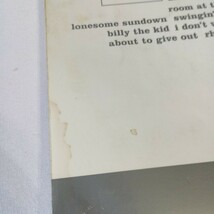 room at t
lonesome sundown swingin
billy the kid i don't v
about to give out rh